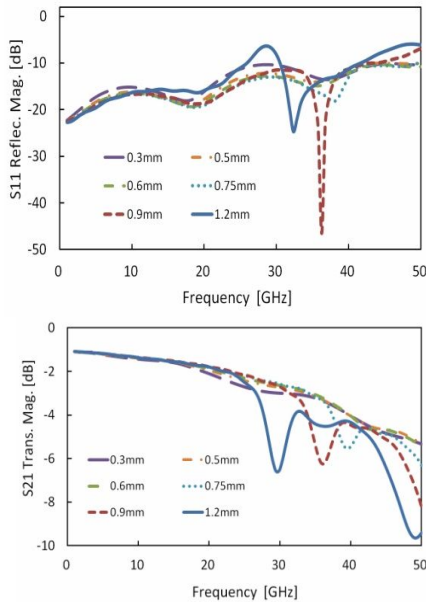 0
-10
-20
-30
-40
-50
S11 Reflec. Mag. [dB]
0.3mm
0.5mm
0.6mm
0.75mm
0.9mm
1.2mm
0 10 20 30 40 50
Frequency [GHz]
0
-2
-4
-6
-8
-10
S21 Trans. Mag. [dB]
0.3mm
0.5mm
0.6mm
0.75mm
0.9mm
1.2mm
0 10 20 30 40 50
Frequency [GHz]